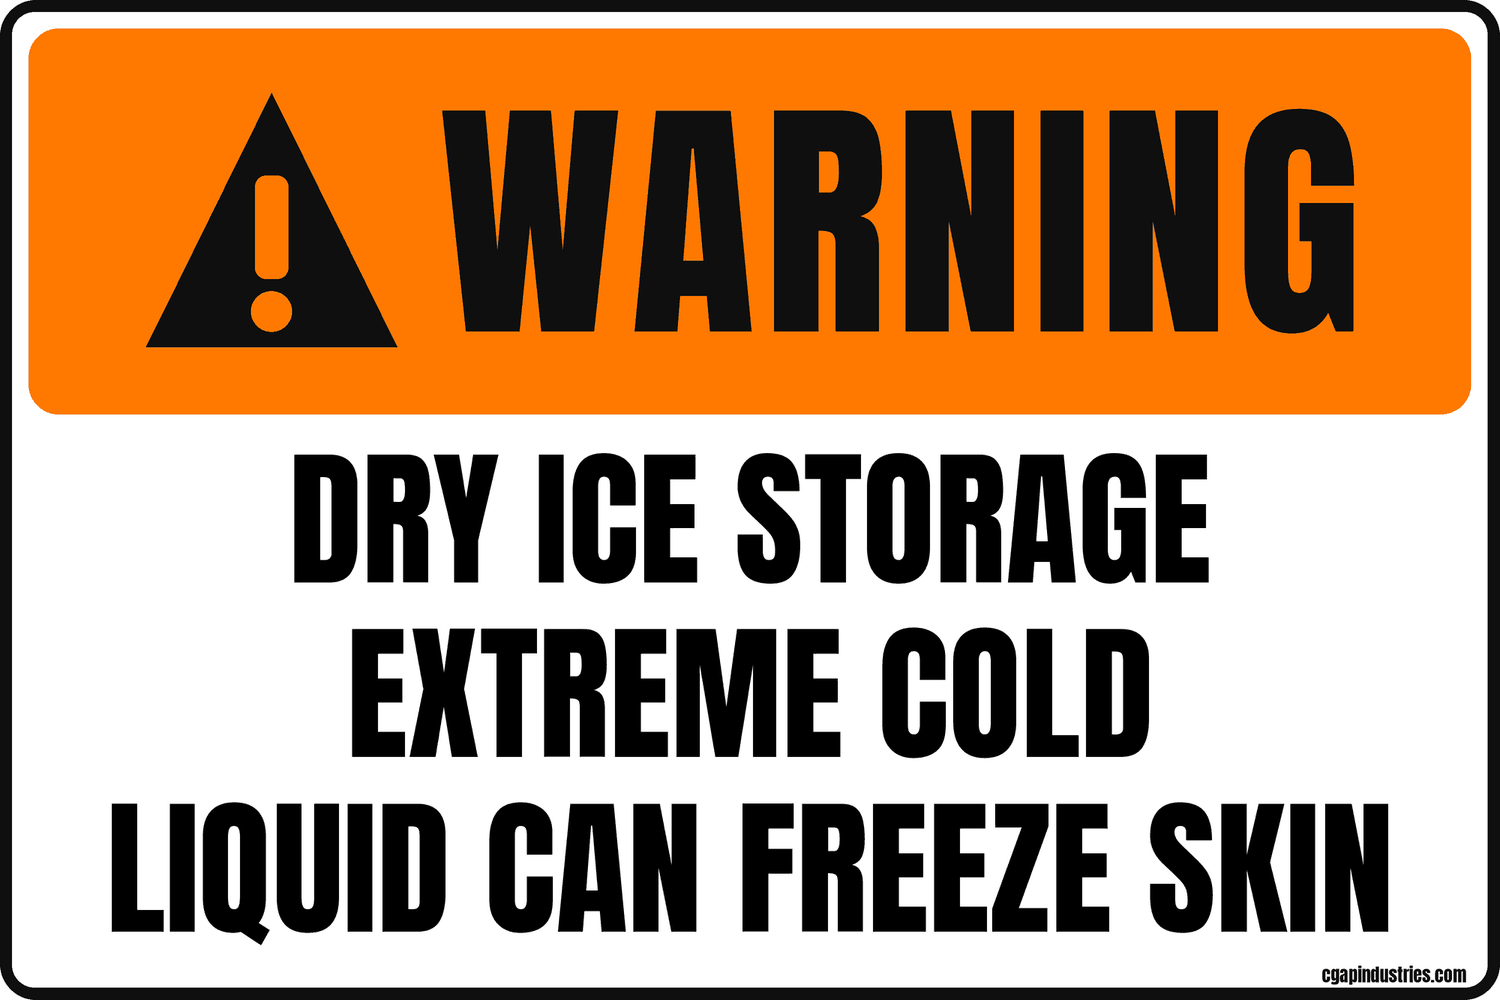 WARNING
DRY ICE STORAGE
EXTREME COLD
LIQUID CAN FREEZE SKIN
cgapindustries.com